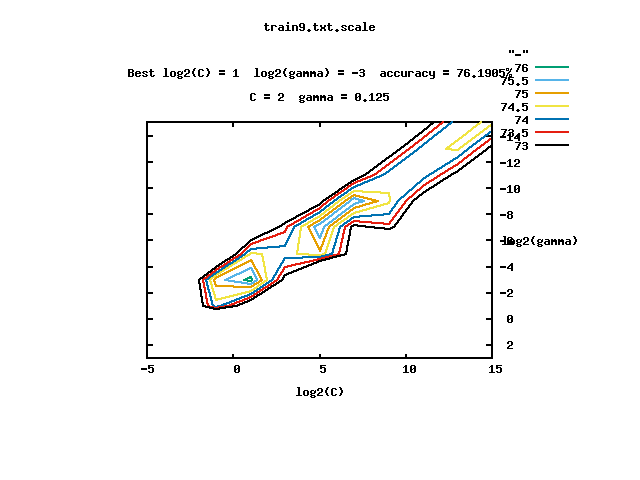 train9.txt.scale
"-"
Best log2(C) = 1  log2(gamma) = -3  accuracy = 76.1905%
C = 2  gamma = 0.125
76
75.5
75
74.5
74
73.5
73
-14
-12
-10
-8
-6
-4
-2
0
2
log2(gamma)
-5 0 5 10 15
log2(C)